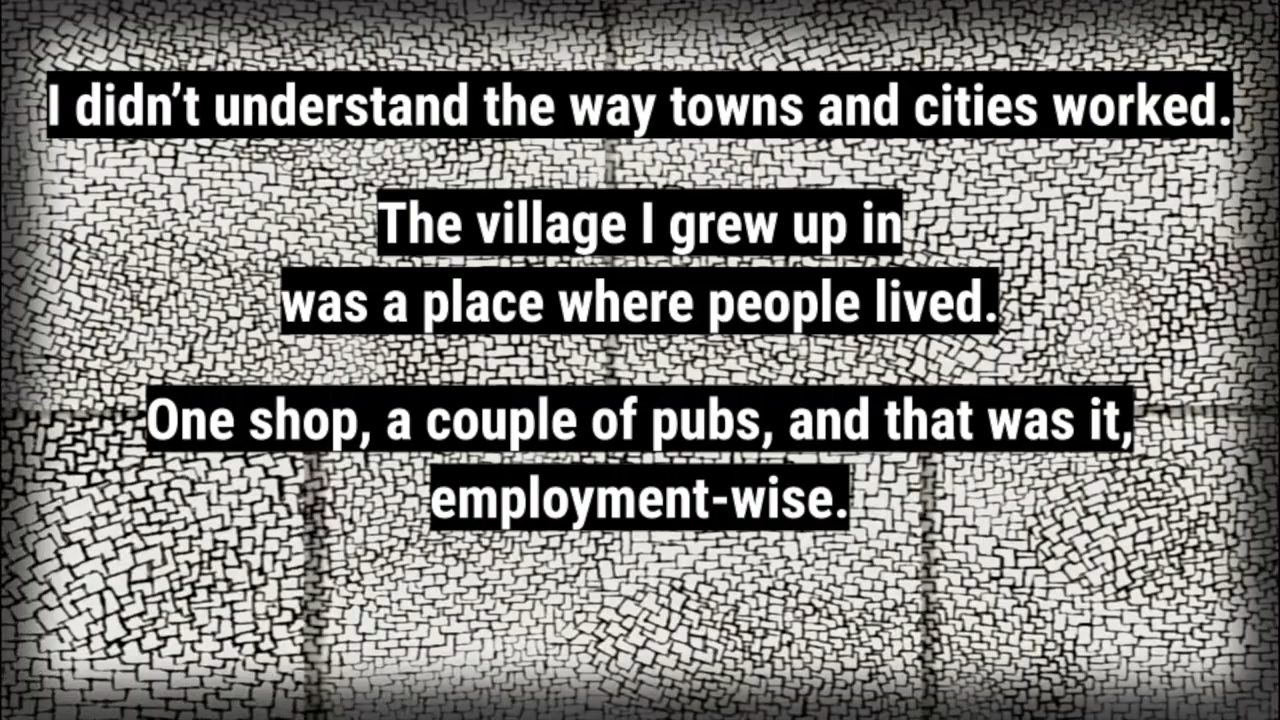 I didn’t understand the way towns and cities worked.
The village I grew up in
was a place where people lived.
One shop, a couple of pubs, and that was it,
employment-wise.